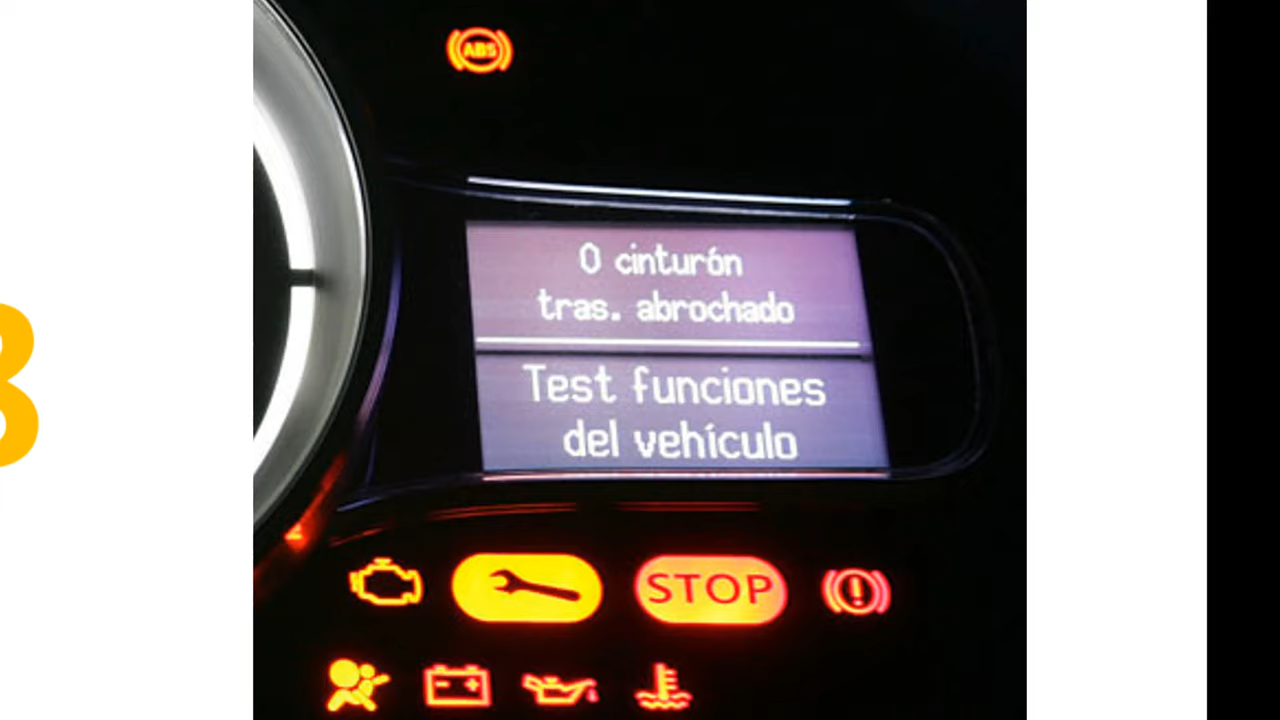 ABS
0 cinturón
tras. abrochado
Test funciones
del vehículo
STOP